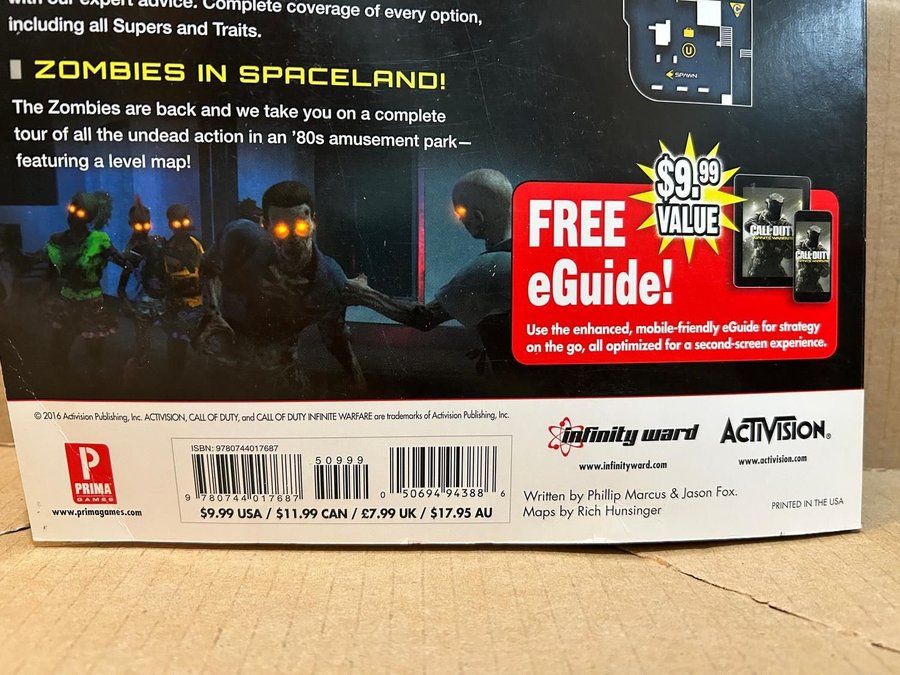 with our expert advice. Complete coverage of every option,
including all Supers and Traits.
ZOMBIES IN SPACELAND!
The Zombies are back and we take you on a complete
tour of all the undead action in an ’80s amusement park—
featuring a level map!
C
U
SPAWN
$9.99
VALUE
FREE
eGuide!
CALL OF DUTY
INFINITE WARFARE
CALL OF DUTY
INFINITE WARFARE
Use the enhanced, mobile-friendly eGuide for strategy
on the go, all optimized for a second-screen experience.
© 2016 Activision Publishing, Inc. ACTIVISION, CALL OF DUTY, and CALL OF DUTY INFINITE WARFARE are trademarks of Activision Publishing, Inc.
P
PRIMA
GAMES
www.primagames.com
ISBN: 9780744017687
50999
9 780744 017687
0 50694 94388 6
$9.99 USA / $11.99 CAN / £7.99 UK / $17.95 AU
infinity ward
www.infinityward.com
ACTIVISION®
www.activision.com
Written by Phillip Marcus & Jason Fox.
Maps by Rich Hunsinger
PRINTED IN THE USA